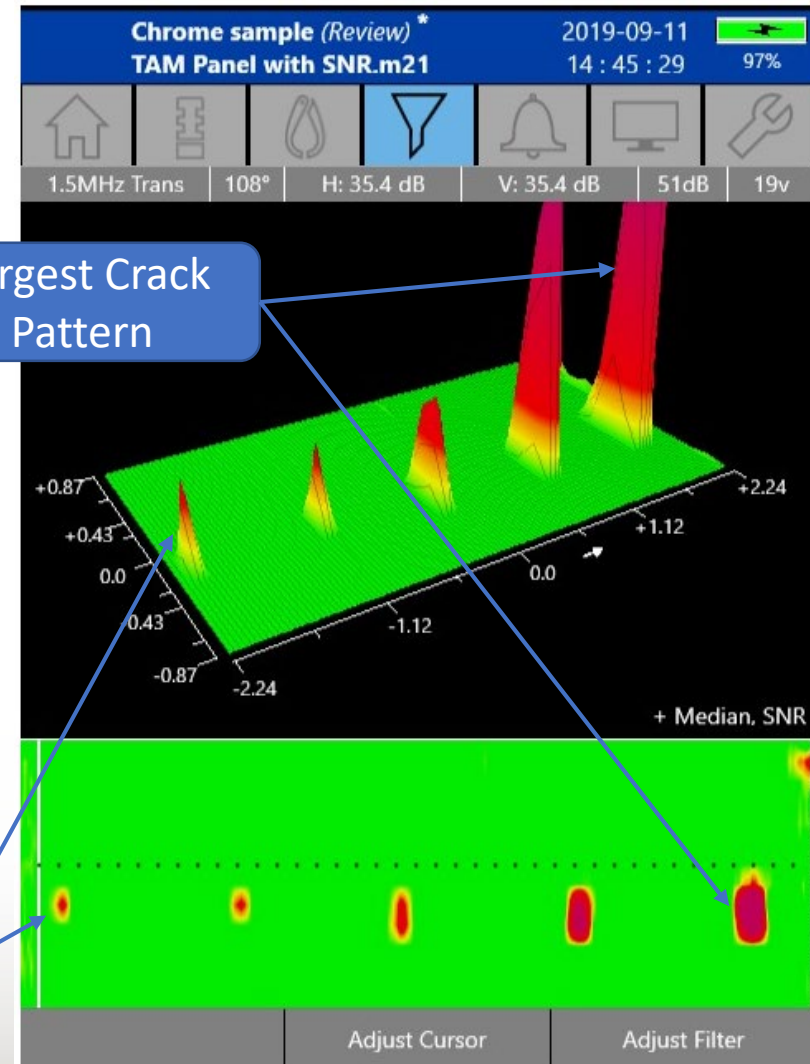 Chrome sample (Review) *
2019-09-11
TAM Panel with SNR.m21
14 : 45 : 29
97%
1.5MHz Trans
108°
H: 35.4 dB
V: 35.4 dB
51dB
19v
rgest Crack
Pattern
+0.87
+0.43
0.0
-0.43
-0.87
-2.24
-1.12
0.0
+1.12
+2.24
+ Median, SNR
Adjust Cursor
Adjust Filter